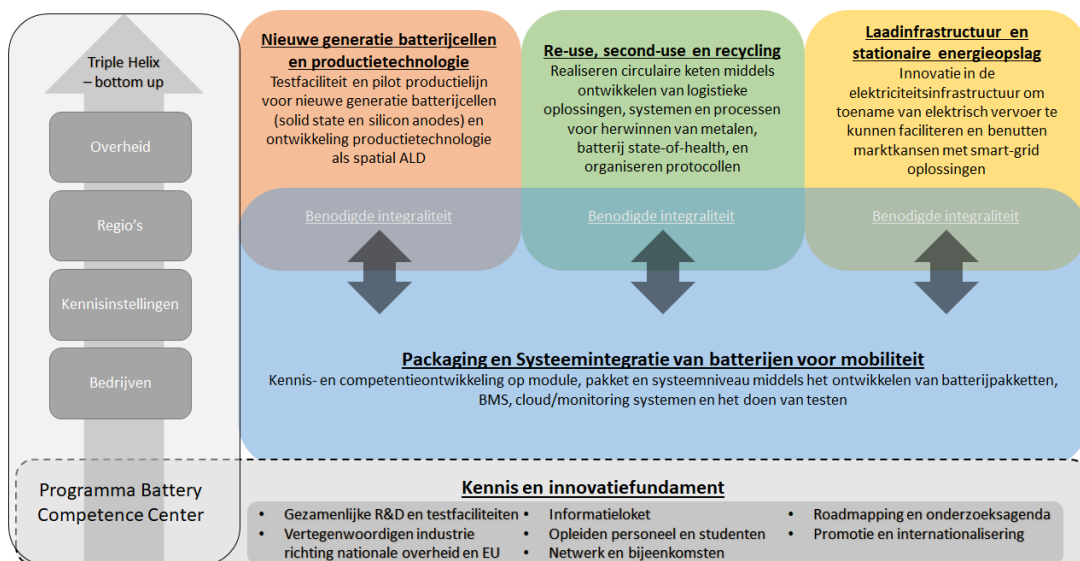 Triple Helix
– bottom up
Overheid
Regio's
Kennisinstellingen
Bedrijven
Nieuwe generatie batterijcellen
en productietechnologie
Testfaciliteit en pilot productielijn
voor nieuwe generatie batterijcellen
(solid state en silicon anodes) en
ontwikkeling productietechnologie
als spatial ALD
Benodigde integraliteit
Re-use, second-use en recycling
Realiseren circulaire keten middels
ontwikkelen van logistieke
oplossingen, systemen en processen
voor herwinnen van metalen,
batterij state-of-health, en
organiseren protocollen
Benodigde integraliteit
Laadinfrastructuur en
stationaire energieopslag
Innovatie in de
elektriciteitsinfrastructuur om
toename van elektrisch vervoer te
kunnen faciliteren en benutten
marktkansen met smart-grid
oplossingen
Benodigde integraliteit
Packaging en Systeemintegratie van batterijen voor mobiliteit
Kennis- en competentieontwikkeling op module, pakket en systeemniveau middels het ontwikkelen van batterijpakketten,
BMS, cloud/monitoring systemen en het doen van testen
Programma Battery
Competence Center
Kennis en innovatiefundament
• Gezamenlijke R&D en testfaciliteiten
• Vertegenwoordigen industrie
richting nationale overheid en EU
• Informatieloket
• Opleiden personeel en studenten
• Netwerk en bijeenkomsten
• Roadmapping en onderzoeksagenda
• Promotie en internationalisering